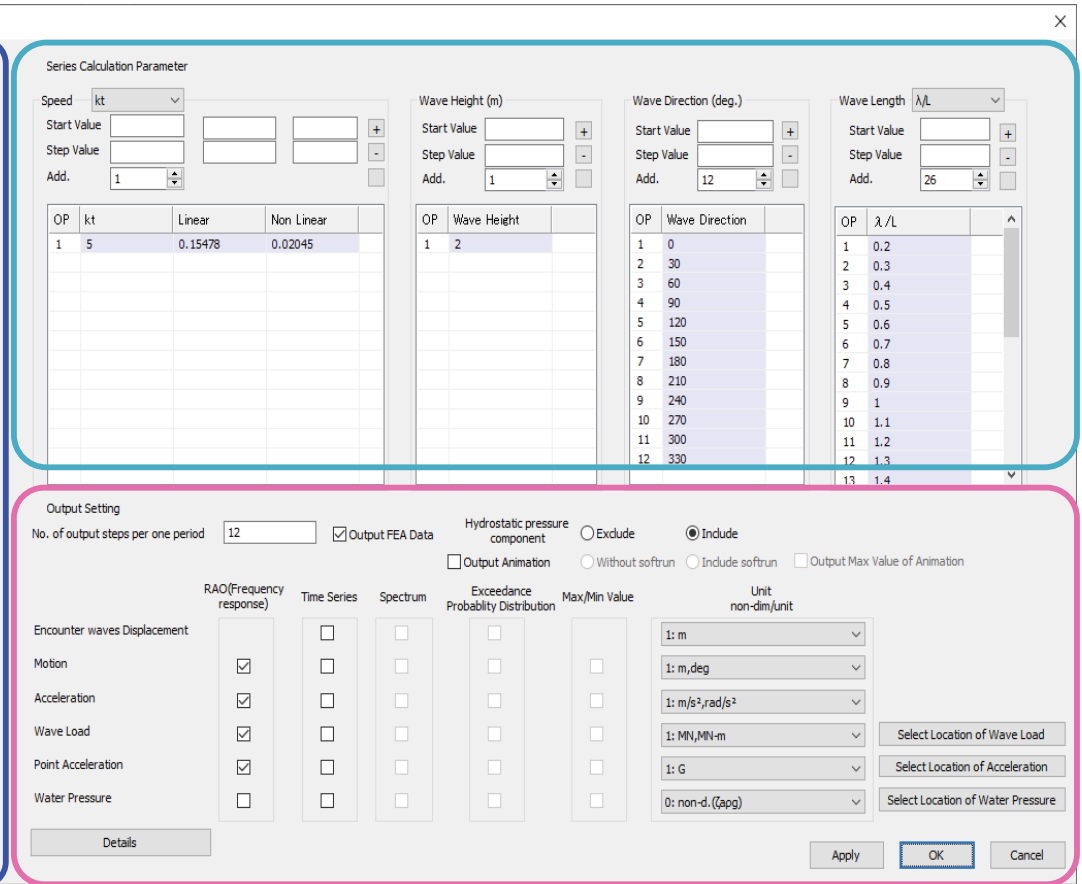 Series Calculation Parameter
Speed kt
Start Value +
Step Value -
Add. 1
OP kt Linear Non Linear
1 5 0.15478 0.02045
Wave Height (m)
Start Value +
Step Value -
Add. 1
OP Wave Height
1 2
Wave Direction (deg.)
Start Value +
Step Value -
Add. 12
OP Wave Direction
1 0
2 30
3 60
4 90
5 120
6 150
7 180
8 210
9 240
10 270
11 300
12 330
Wave Length λ/L
Start Value +
Step Value -
Add. 26
OP λ/L
1 0.2
2 0.3
3 0.4
4 0.5
5 0.6
6 0.7
7 0.8
8 0.9
9 1
10 1.1
11 1.2
12 1.3
13 1.4
Output Setting
No. of output steps per one period 12 Output FEA Data
Hydrostatic pressure
component Exclude Include
Output Animation Without softrun Include softrun Output Max Value of Animation
RAO(Frequency
response)
Time Series
Spectrum
Exceedance
Probablity Distribution
Max/Min Value
Unit
non-dim/unit
Encounter waves Displacement 1: m
Motion 1: m,deg
Acceleration 1: m/s²,rad/s²
Wave Load 1: MN,MN-m Select Location of Wave Load
Point Acceleration 1: G Select Location of Acceleration
Water Pressure 0: non-d.(ζaρg) Select Location of Water Pressure
Details
Apply OK Cancel